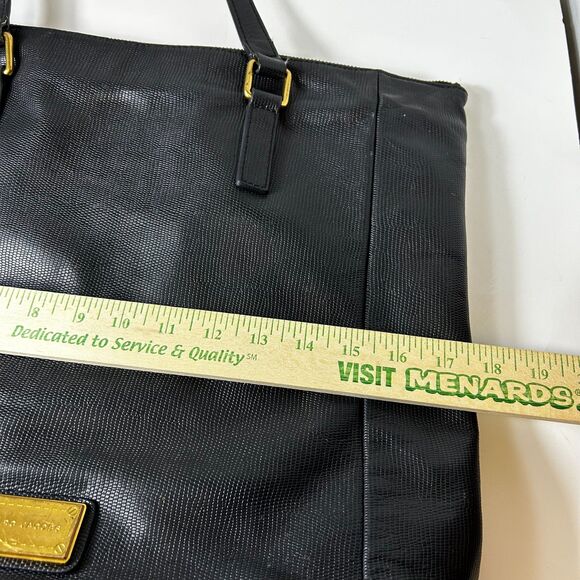 8 9 10 11 12 13 14 15 16 17 18 19
Dedicated to Service & Quality SM
VISIT MENARDS®
JACOBS